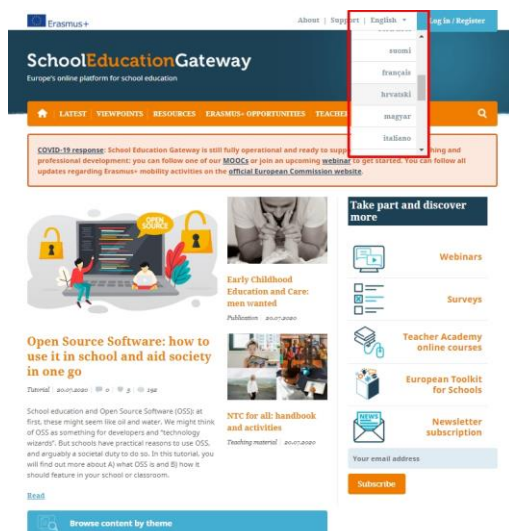 Erasmus+
About | Support | English
Log in / Register
suomi
français
hrvatski
magyar
italiano
SchoolEducationGateway
Europe's online platform for school education
LATEST VIEWPOINTS RESOURCES ERASMUS+ OPPORTUNITIES
COVID-19 response: School Education Gateway is still fully operational and ready to
professional development: you can follow one of our MOOCs or join an upcoming webinar to get started. You can follow all
updates regarding Erasmus+ mobility activities on the official European Commission
website.
OPEN
SOURCE
Open Source Software: how to
use it in school and aid society
in one go
Tutorial | 20.07.2020 | 0 | 3 | 292
School education and Open Source Software (OSS): at
first, these might seem like oil and water. We might think
of OSS as something for developers and "technology
wizards". But schools have practical reasons to use OSS,
and arguably a societal duty to do so. In this tutorial, you
will find out more about A) what OSS is and B) how it
should feature in your school or classroom.
Read
Early Childhood
Education and Care:
men wanted
Publication | 20.07.2020
NTC for all: handbook
and activities
Teaching material | 20.07.2020
Take part and discover
more
Webinars
Surveys
Teacher Academy
online courses
European Toolkit
for Schools
NEWS
Newsletter
subscription
Your email address
Subscribe
Browse content by theme